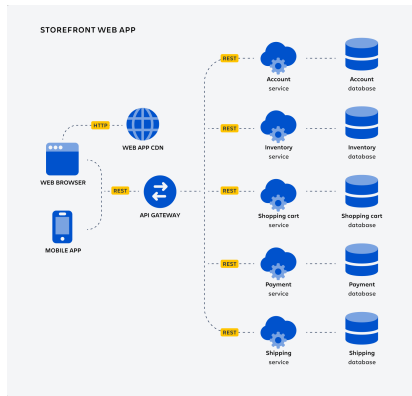 STOREFRONT WEB APP
HTTP
WEB APP CDN
WEB BROWSER
REST
API GATEWAY
MOBILE APP
REST
Account
service
Account
database
REST
Inventory
service
Inventory
database
REST
Shopping cart
service
Shopping cart
database
REST
Payment
service
Payment
database
REST
Shipping
service
Shipping
database